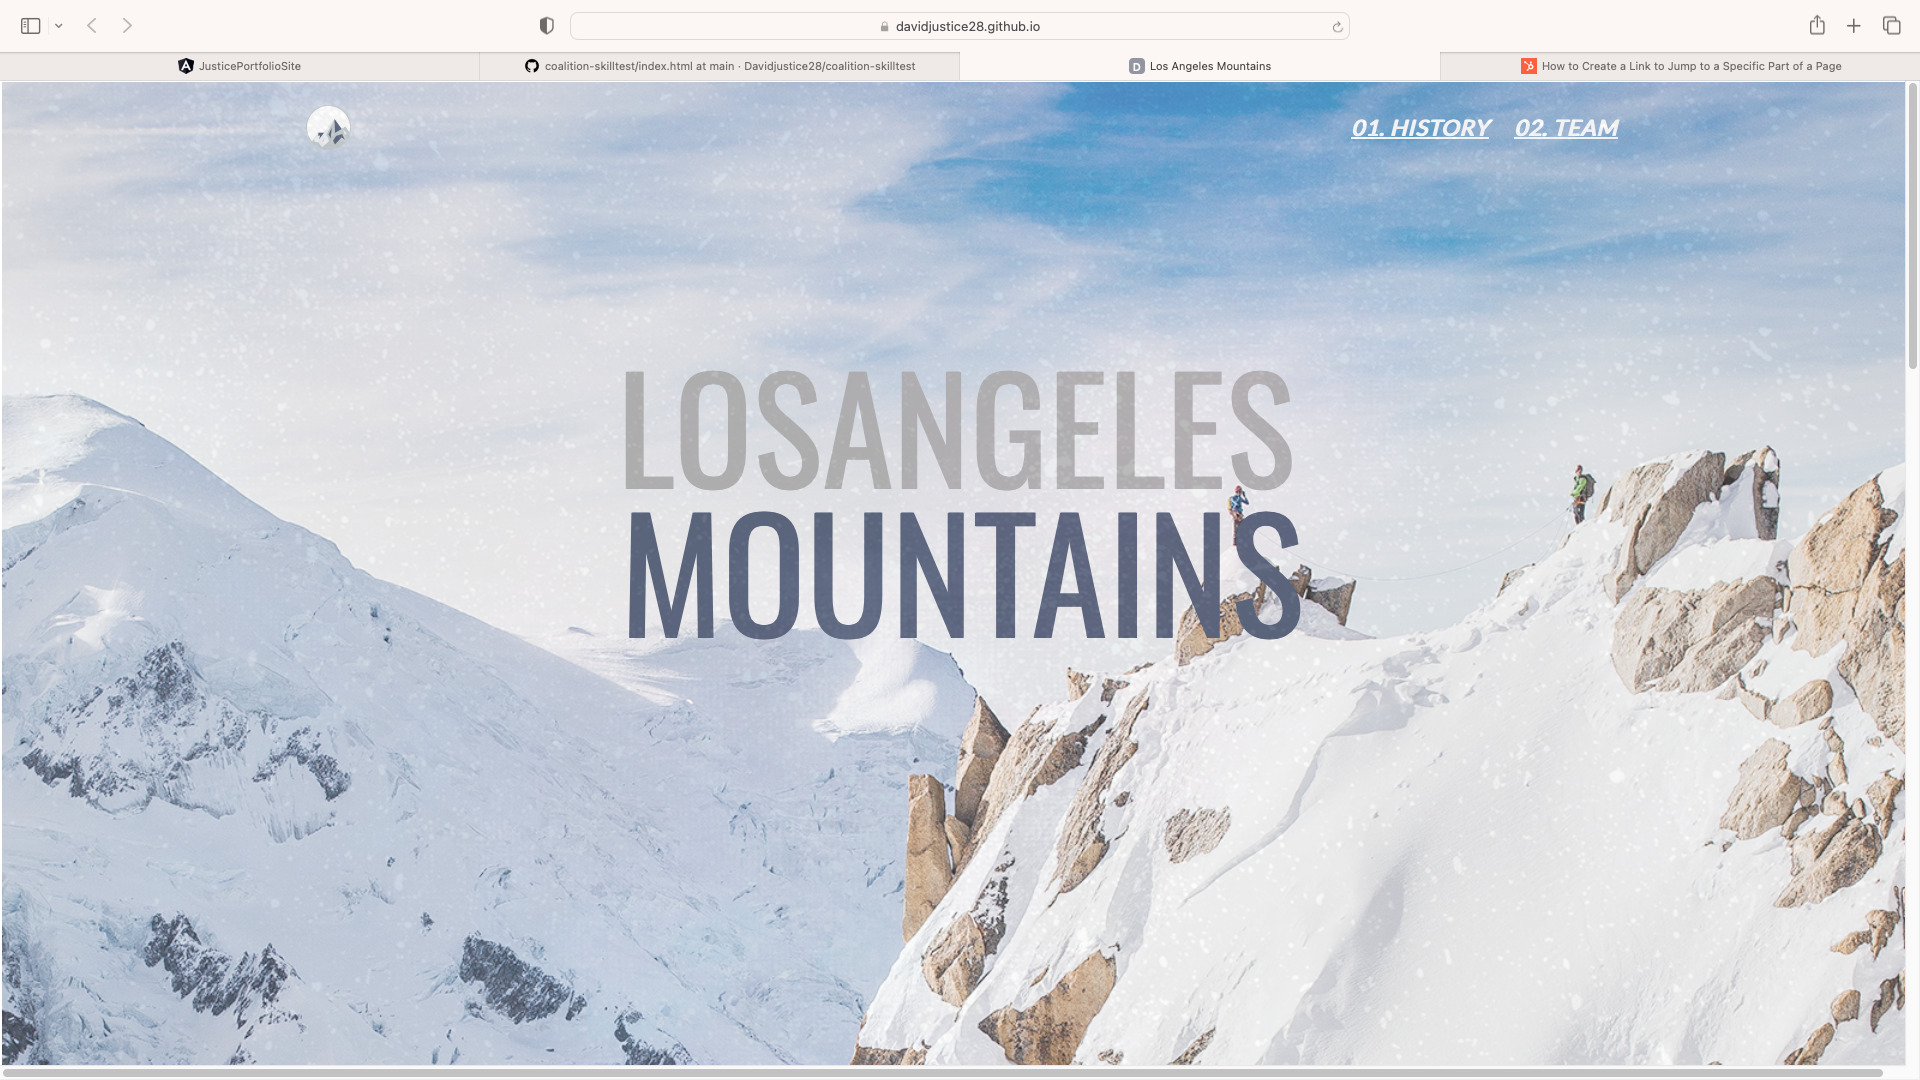 davidjustice28.github.io
JusticePortfolioSite
coalition-skilltest/index.html at main · Davidjustice28/coalition-skilltest
D Los Angeles Mountains
How to Create a Link to Jump to a Specific Part of a Page
01. HISTORY 02. TEAM
LOSANGELES
MOUNTAINS